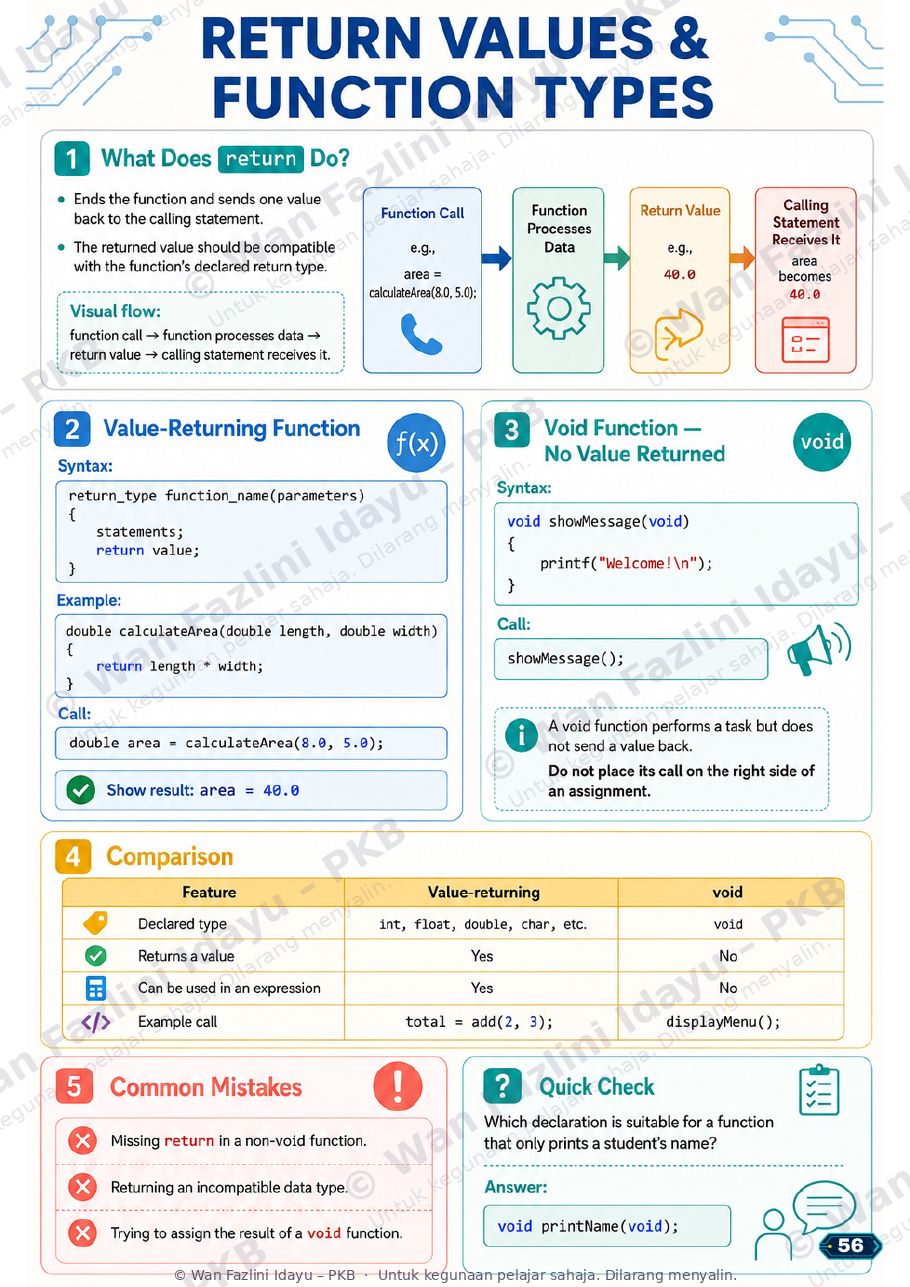 RETURN VALUES &
FUNCTION TYPES
1 What Does return Do?
• Ends the function and sends one value
back to the calling statement.
• The returned value should be compatible
with the function's declared return type.
Visual flow:
function call → function processes data →
return value → calling statement receives it.
Function Call
e.g.,
area =
calculateArea(8.0, 5.0);
Function
Processes
Data
Return Value
e.g.,
40.0
Calling
Statement
Receives It
area
becomes
40.0
2 Value-Returning Function
f(x)
Syntax:
return_type function_name(parameters)
{
statements;
return value;
}
Example:
double calculateArea(double length, double width)
{
return length * width;
}
Call:
double area = calculateArea(8.0, 5.0);
Show result: area = 40.0
3 Void Function —
No Value Returned
void
Syntax:
void showMessage(void)
{
printf("Welcome!\n");
}
Call:
showMessage();
i
A void function performs a task but does
not send a value back.
Do not place its call on the right side of
an assignment.
4 Comparison
Feature Value-returning void
Declared type int, float, double, char, etc. void
Returns a value Yes No
Can be used in an expression Yes No
</> Example call total = add(2, 3); displayMenu();
5 Common Mistakes !
Missing return in a non-void function.
Returning an incompatible data type.
Trying to assign the result of a void function.
? Quick Check
Which declaration is suitable for a function
that only prints a student's name?
Answer:
void printName(void);
56
© Wan Fazlini Idayu – PKB · Untuk kegunaan pelajar sahaja. Dilarang menyalin.
© Wan Fazlini Idayu – PKB
Untuk kegunaan pelajar sahaja. Dilarang menyalin.